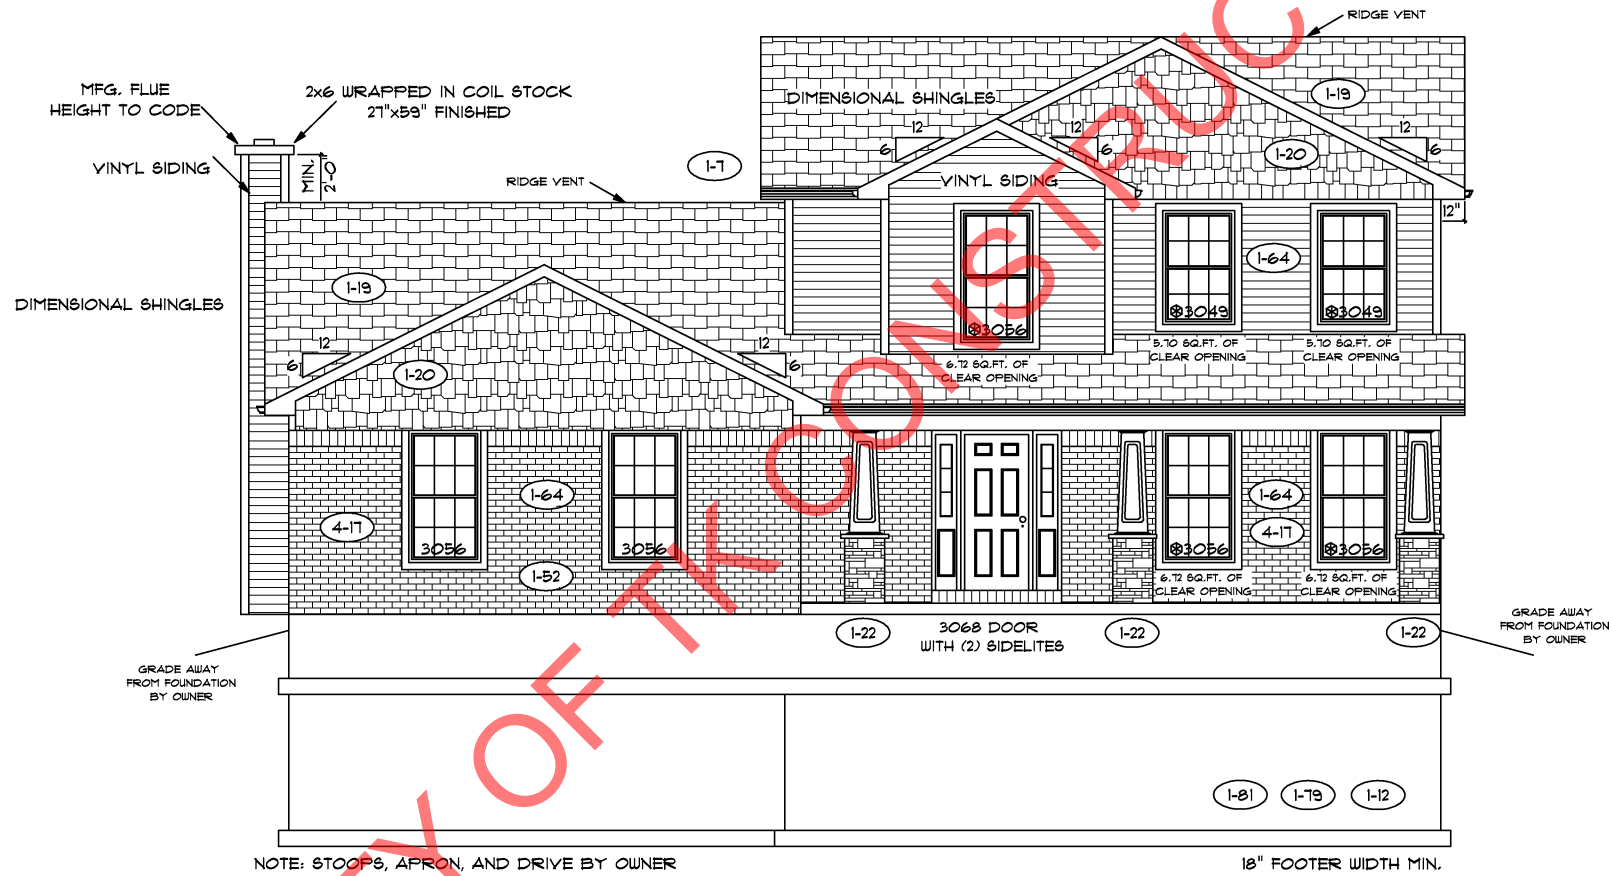 RIDGE VENT
MFG. FLUE
HEIGHT TO CODE
2x6 WRAPPED IN COIL STOCK
27"x59" FINISHED
DIMENSIONAL SHINGLES
1-19
12
6
12
6
12
6
1-20
1-7
VINYL SIDING
MIN.
2'-0"
RIDGE VENT
VINYL SIDING
12"
1-64
1-19
DIMENSIONAL SHINGLES
⊛3056
⊛3049
⊛3049
5.70 SQ.FT. OF
CLEAR OPENING
5.70 SQ.FT. OF
CLEAR OPENING
6.72 SQ.FT. OF
CLEAR OPENING
12
6
12
6
1-20
1-64
4-17
3056
3056
1-52
1-64
4-17
⊛3056
⊛3056
6.72 SQ.FT. OF
CLEAR OPENING
6.72 SQ.FT. OF
CLEAR OPENING
1-22
3068 DOOR
WITH (2) SIDELITES
1-22
1-22
GRADE AWAY
FROM FOUNDATION
BY OWNER
GRADE AWAY
FROM FOUNDATION
BY OWNER
1-81
1-79
1-12
NOTE: STOOPS, APRON, AND DRIVE BY OWNER
18" FOOTER WIDTH MIN.
TY OF TK CONSTRUC